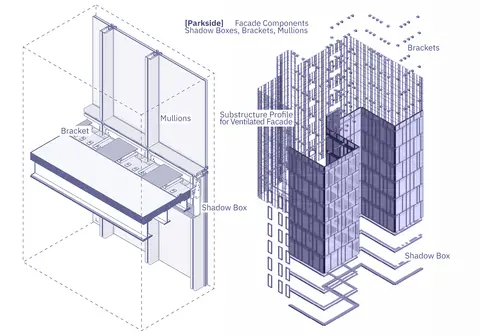 [Parkside] Facade Components
Shadow Boxes, Brackets, Mullions
Brackets
Mullions
Bracket
Substructure Profile
for Ventilated Facade
Shadow Box
Shadow Box